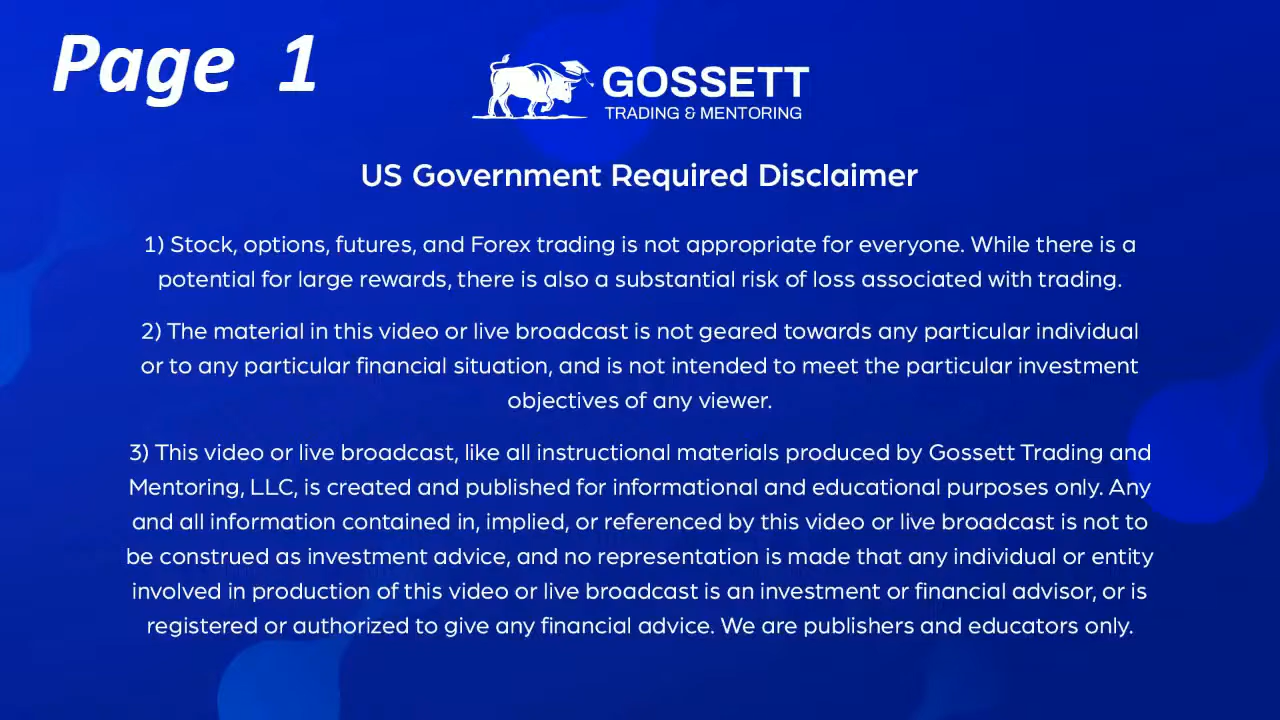 Page 1
GOSSETT
TRADING & MENTORING
US Government Required Disclaimer
1) Stock, options, futures, and Forex trading is not appropriate for everyone. While there is a
potential for large rewards, there is also a substantial risk of loss associated with trading.
2) The material in this video or live broadcast is not geared towards any particular individual
or to any particular financial situation, and is not intended to meet the particular investment
objectives of any viewer.
3) This video or live broadcast, like all instructional materials produced by Gossett Trading and
Mentoring, LLC, is created and published for informational and educational purposes only. Any
and all information contained in, implied, or referenced by this video or live broadcast is not to
be construed as investment advice, and no representation is made that any individual or entity
involved in production of this video or live broadcast is an investment or financial advisor, or is
registered or authorized to give any financial advice. We are publishers and educators only.